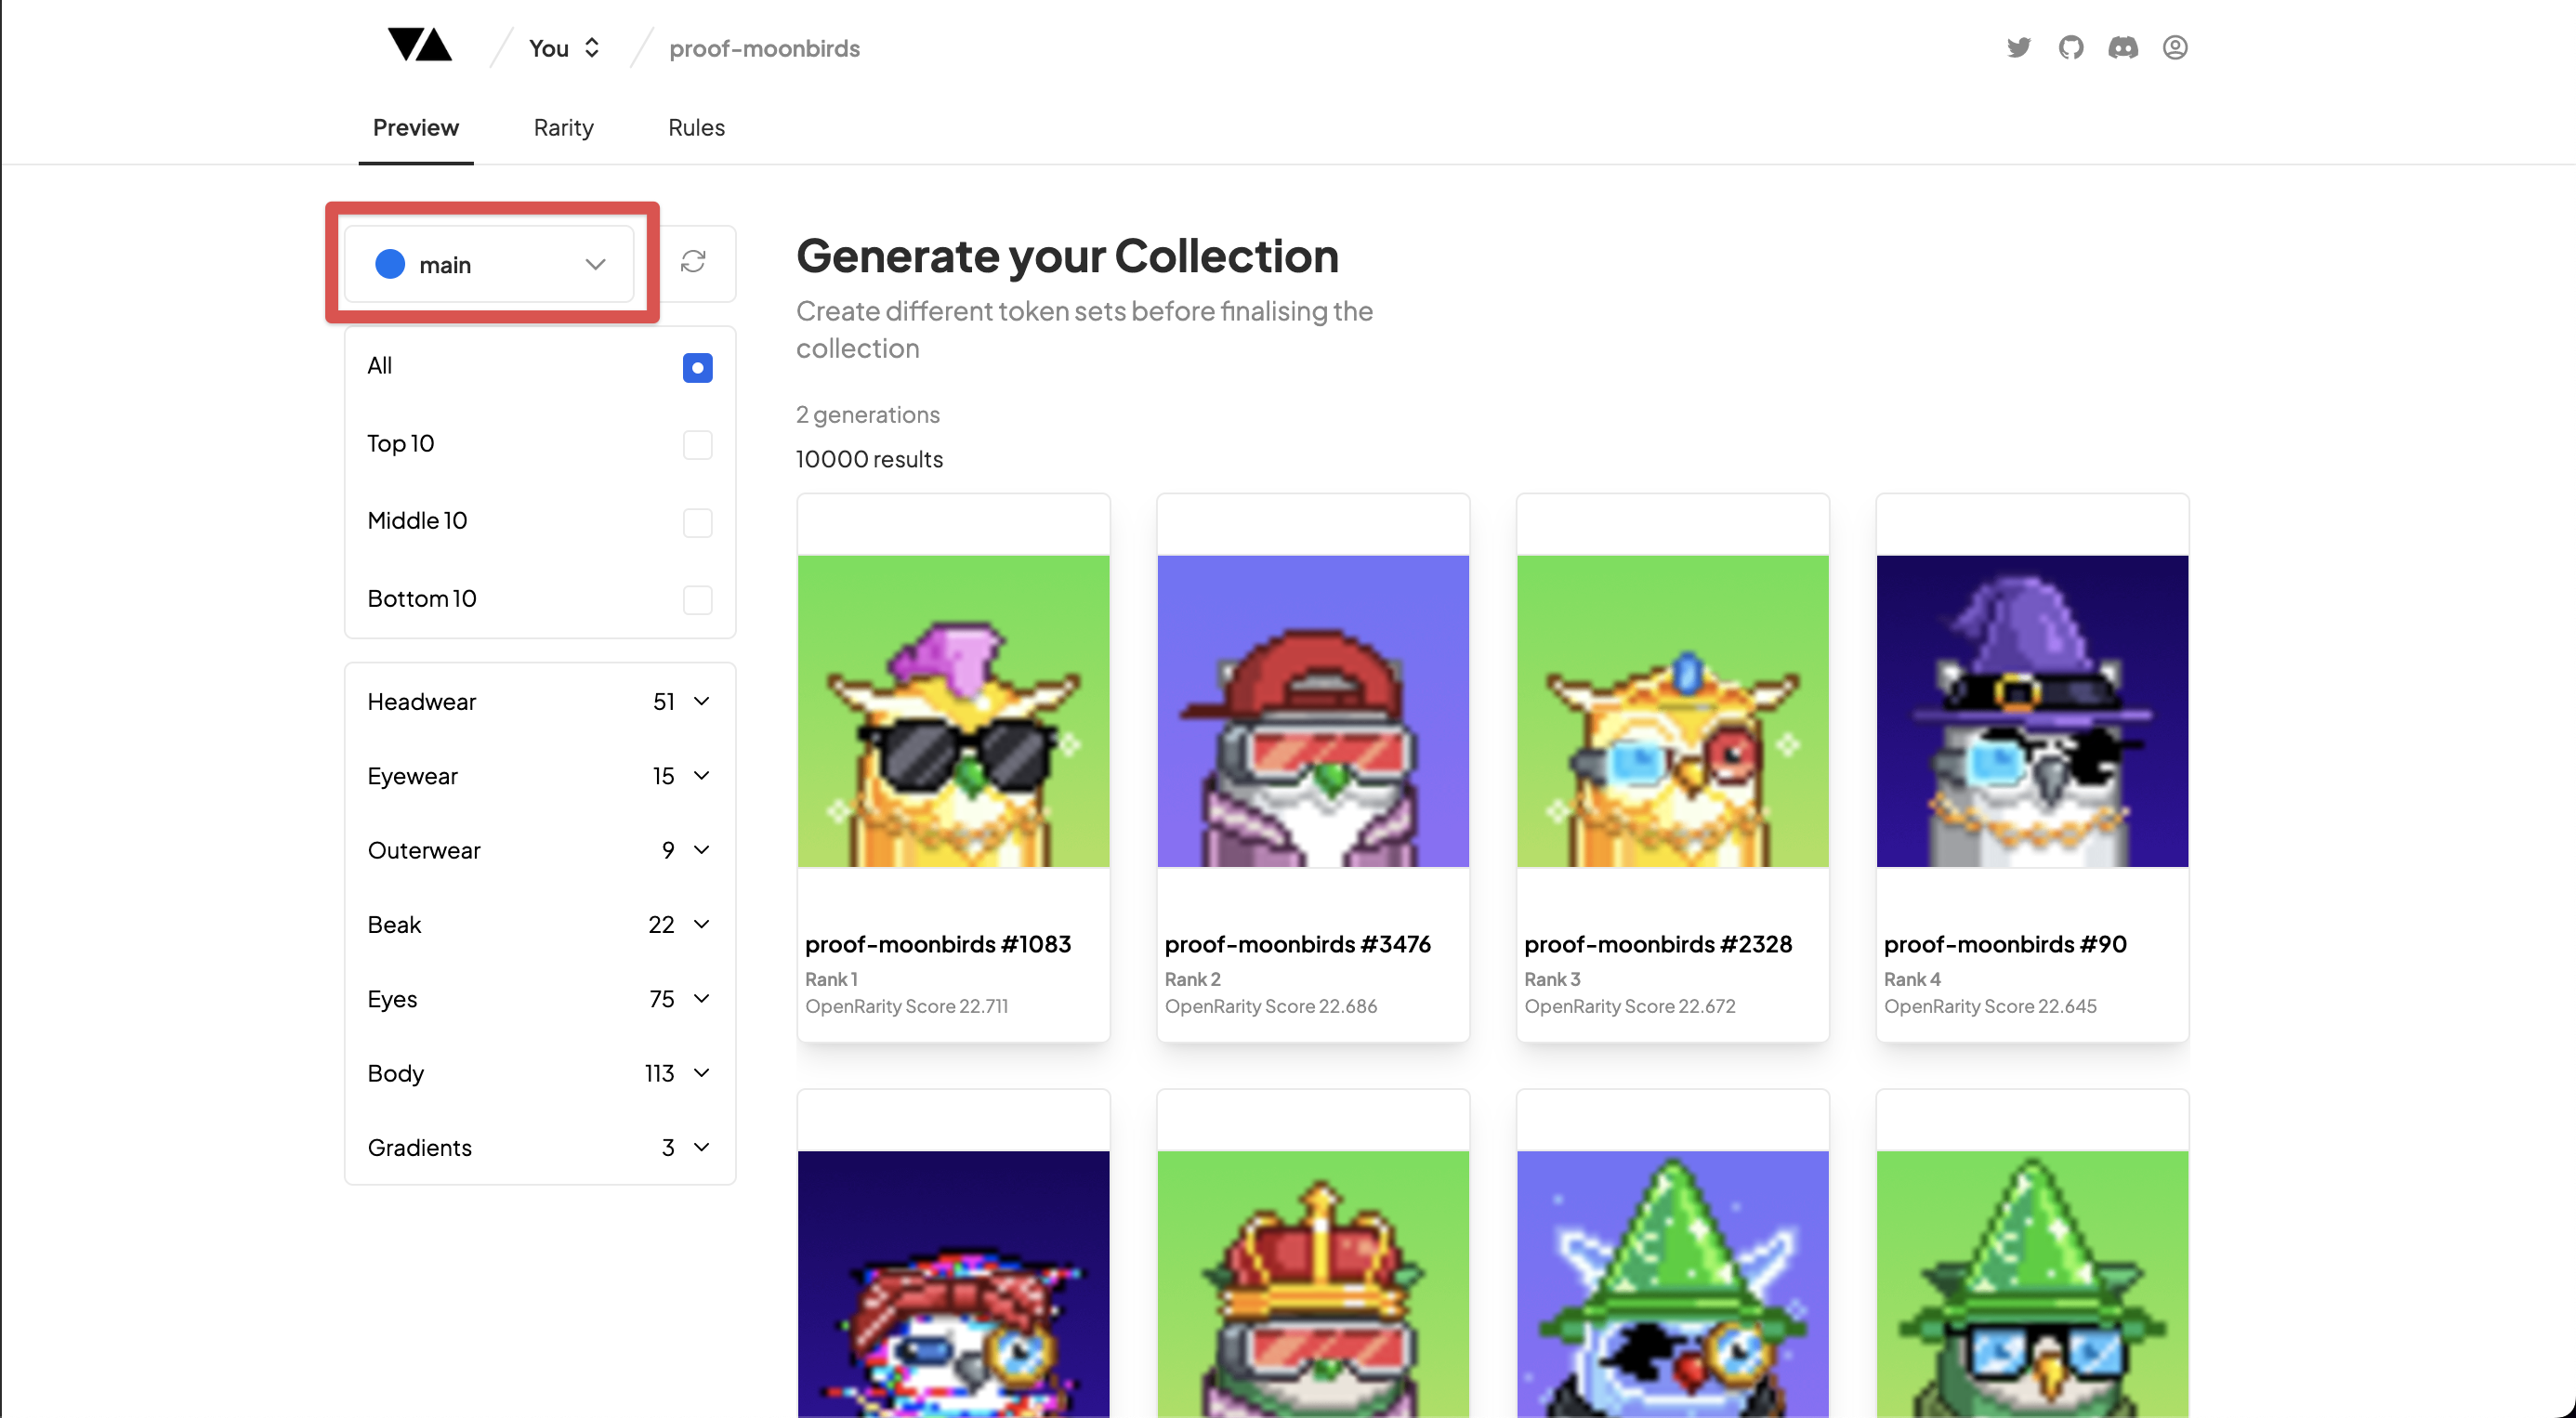 You
proof-moonbirds
Preview
Rarity
Rules
main
All
Top 10
Middle 10
Bottom 10
Headwear 51
Eyewear 15
Outerwear 9
Beak 22
Eyes 75
Body 113
Gradients 3
Generate your Collection
Create different token sets before finalising the
collection
2 generations
10000 results
proof-moonbirds #1083
Rank 1
OpenRarity Score 22.711
proof-moonbirds #3476
Rank 2
OpenRarity Score 22.686
proof-moonbirds #2328
Rank 3
OpenRarity Score 22.672
proof-moonbirds #90
Rank 4
OpenRarity Score 22.645